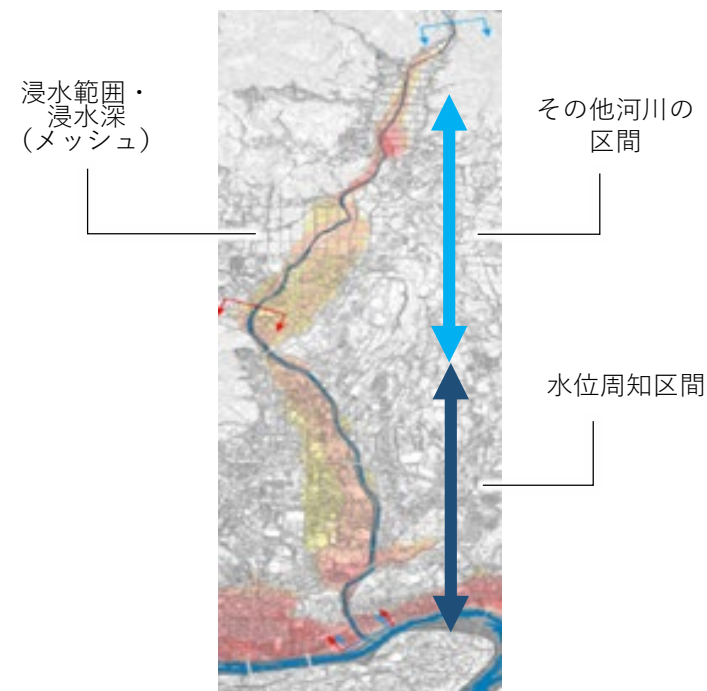 浸水範囲・
浸水深
（メッシュ）
その他河川の
区間
水位周知区間